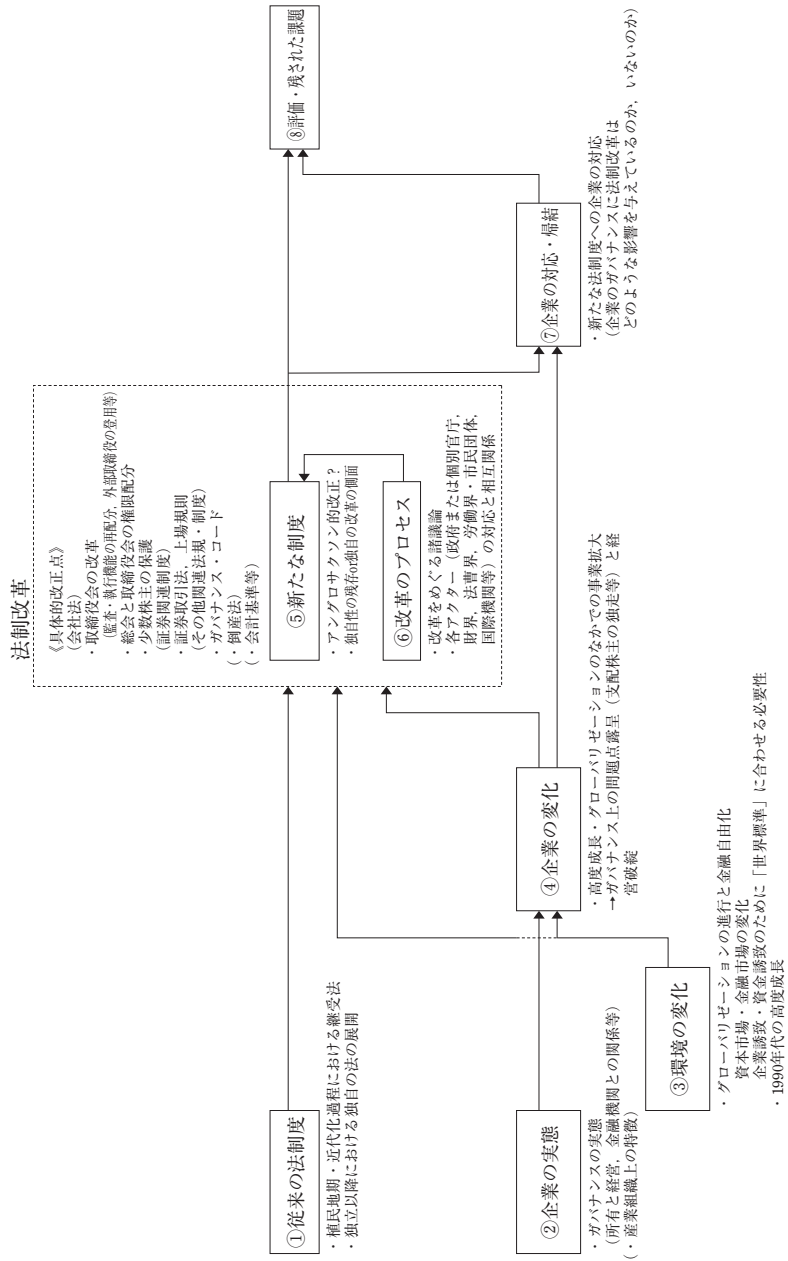 法制改革
《具体的改正点》
(会社法)
・取締役会の改革
(監査・執行機能の再配分，外部取締役の登用等)
・総会と取締役会の権限配分
・少数株主の保護
(証券関連制度)
・証券取引法，上場規則
(その他関連法規・制度)
・ガバナンス・コード
(・倒産法)
(・会計基準等)
①従来の法制度
・植民地期・近代化過程における継受法
・独立以降における独自の法の展開
⑤新たな制度
・アングロサクソン的改正？
・独自性の残存or独自の改革の側面
⑥改革のプロセス
・改革をめぐる諸議論
・各アクター（政府または個別官庁，
財界，法曹界，労働界・市民団体，
国際機関等）の対応と相互関係
⑧評価・残された課題
②企業の実態
・ガバナンスの実態
(所有と経営，金融機関との関係等)
(・産業組織上の特徴)
④企業の変化
・高度成長・グローバリゼーションのなかでの事業拡大
→ガバナンス上の問題点露呈（支配株主の独走等）と経
営破綻
⑦企業の対応・帰結
・新たな法制度への企業の対応
(企業のガバナンスに法制改革は
どのような影響を与えているのか，いないのか)
③環境の変化
・グローバリゼーションの進行と金融自由化
資本市場・金融市場の変化
企業誘致・資金誘致のために「世界標準」に合わせる必要性
・1990年代の高度成長